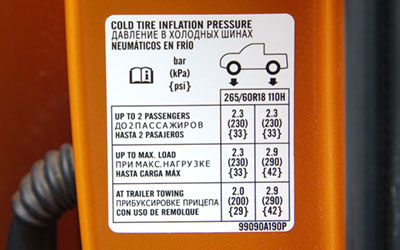 COLD TIRE INFLATION PRESSURE
ДАВЛЕНИЕ В ХОЛОДНЫХ ШИНАХ
NEUMÁTICOS EN FRÍO
bar
(kPa)
{psi}
265/60R18 110H
UP TO 2 PASSENGERS 2.3 2.3
ДО 2 ПАССАЖИРОВ (230) (230)
HASTA 2 PASAJEROS {33} {33}
UP TO MAX. LOAD 2.3 2.9
ПРИ МАКС. НАГРУЗКЕ (230) (290)
HASTA CARGA MÁX {33} {42}
AT TRAILER TOWING 2.0 2.9
ПРИ БУКСИРОВКЕ ПРИЦЕПА (200) (290)
CON USO DE REMOLQUE {29} {42}
99090A190P